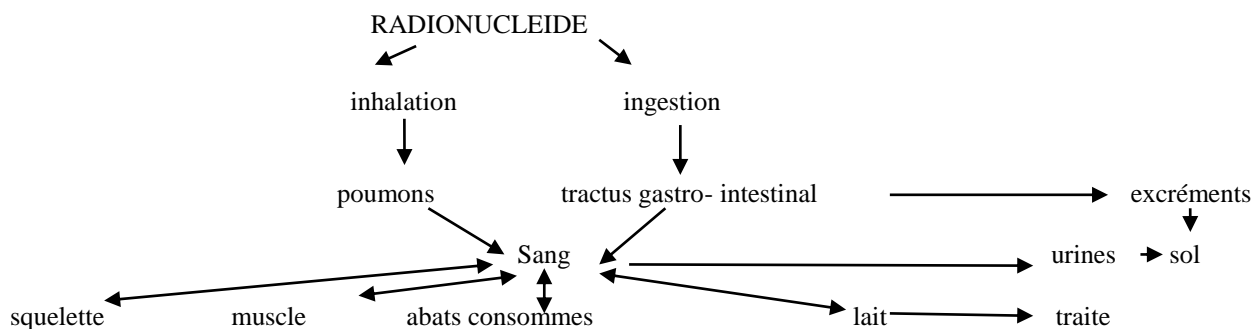 RADIONUCLEIDE
inhalation ingestion
poumons tractus gastro- intestinal excréments
Sang urines sol
squelette muscle abats consommes lait traite